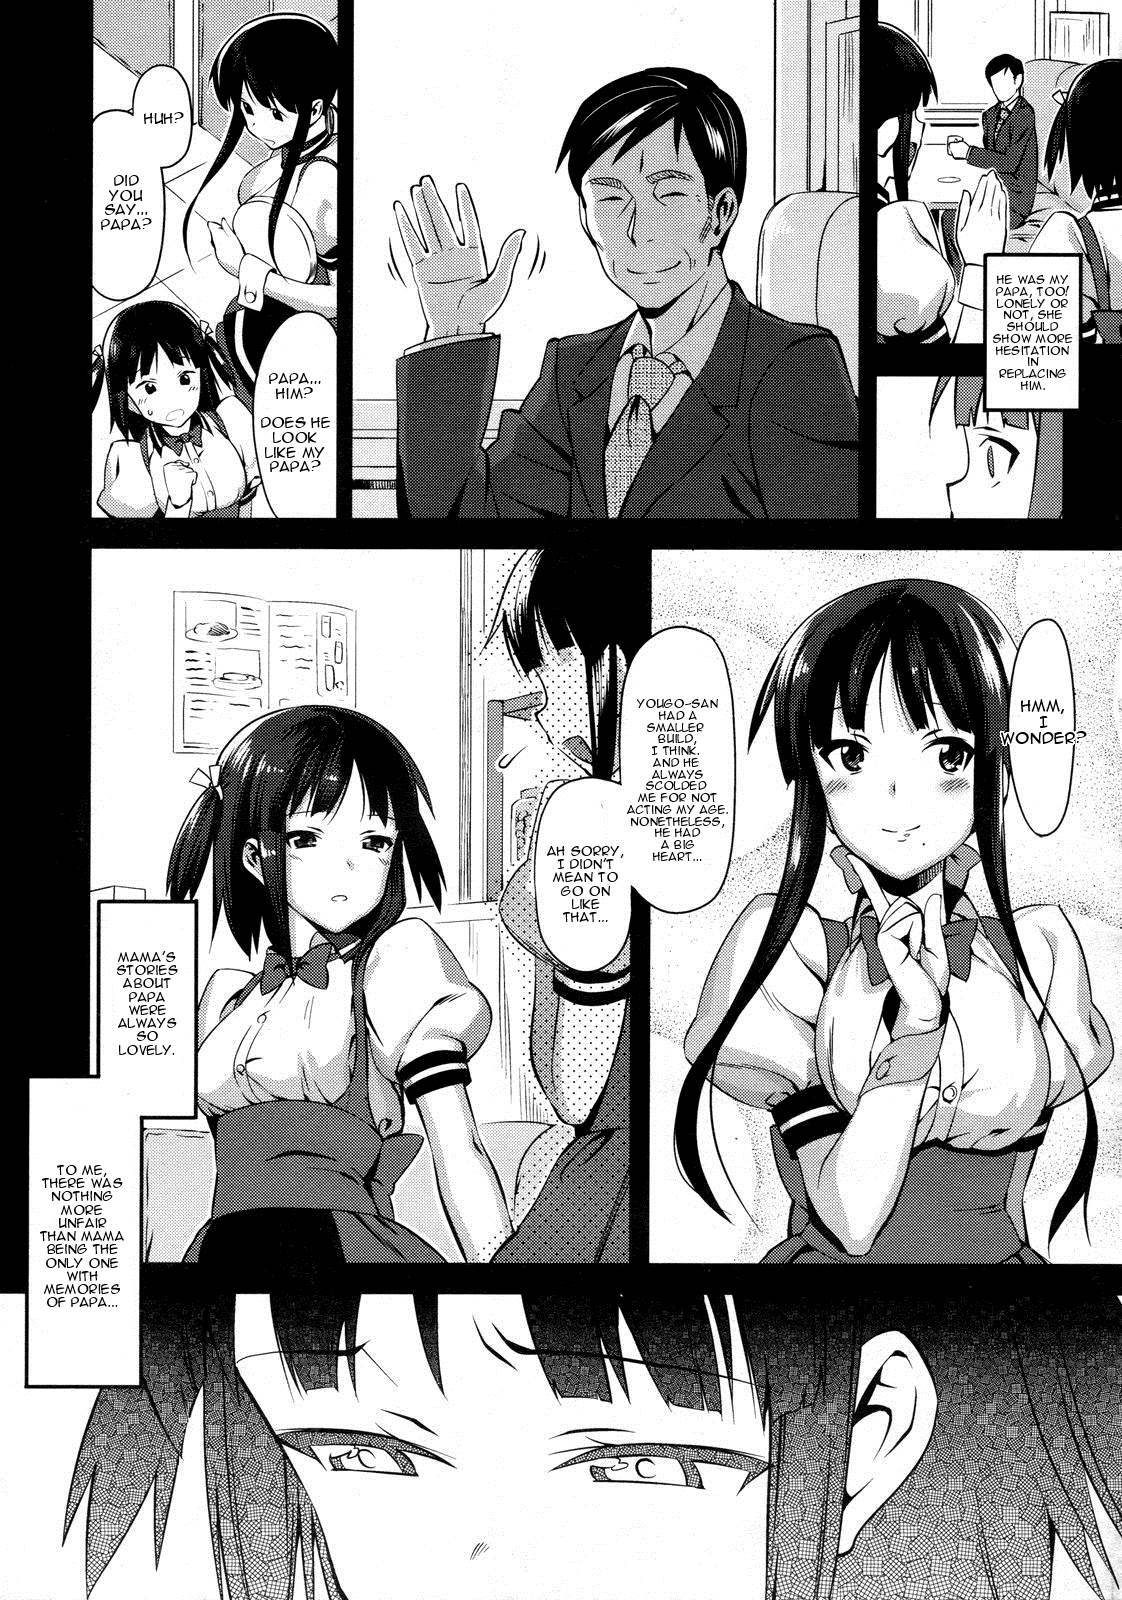 HE WAS MY
PAPA, TOO!
LONELY OR
NOT, SHE
SHOULD
SHOW MORE
HESITATION
IN
REPLACING
HIM.
HUH?
DID
YOU
SAY...
PAPA?
PAPA...
HIM?
DOES HE
LOOK
LIKE MY
PAPA?
HMM,
I
WONDER?
YOUGO-SAN
HAD A
SMALLER
BUILD,
I THINK.
AND HE
ALWAYS
SCOLDED
ME FOR NOT
ACTING MY AGE.
NONETHELESS,
HE HAD
A BIG
HEART...
AH SORRY,
I DIDN'T
MEAN TO
GO ON
LIKE
THAT...
MAMA'S
STORIES
ABOUT
PAPA
WERE
ALWAYS
SO
LOVELY.
TO ME,
THERE WAS
NOTHING
MORE
UNFAIR
THAN MAMA
BEING THE
ONLY ONE
WITH
MEMORIES
OF PAPA...